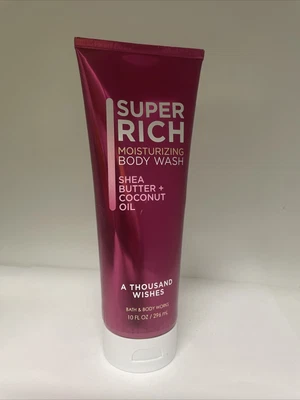 SUPER
RICH
MOISTURIZING
BODY WASH
SHEA
BUTTER +
COCONUT
OIL
A THOUSAND
WISHES
BATH & BODY WORKS
10 FL OZ / 296 mL